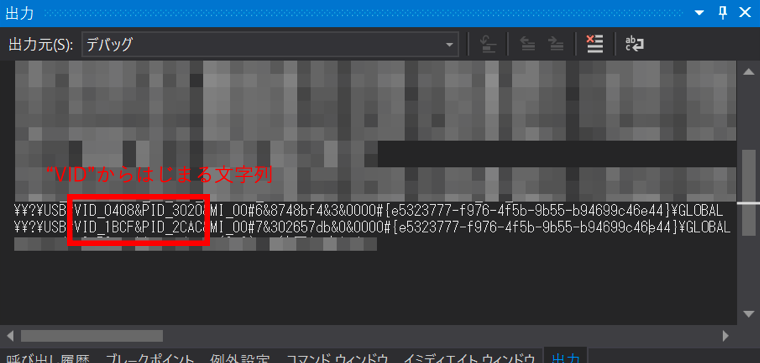 出力
出力元(S): デバッグ
"VID"からはじまる文字列
¥¥?¥USB#VID_0408&PID_3020&MI_00#6&8748bf4&3&0000#{e5323777-f976-4f5b-9b55-b94699c46e44}¥GLOBAL
¥¥?¥USB#VID_1BCF&PID_2CAC&MI_00#7&302657db&0&0000#{e5323777-f976-4f5b-9b55-b94699c46e44}¥GLOBAL
呼び出し履歴 ブレークポイント 例外設定 コマンド ウィンドウ イミディエイト ウィンドウ 出力